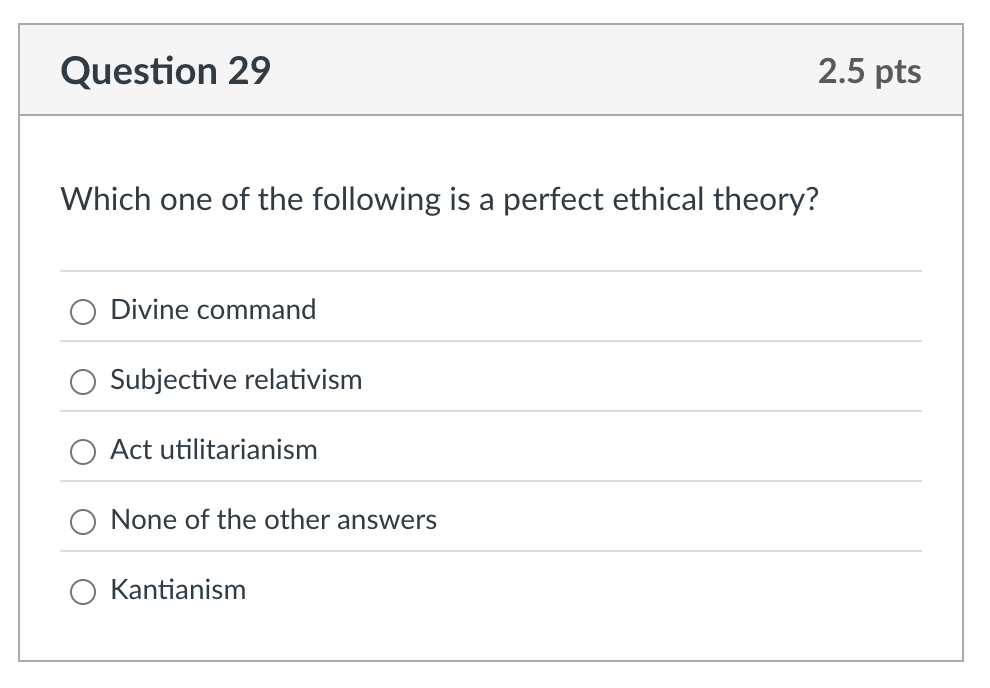 Question 29 2.5 pts
Which one of the following is a perfect ethical theory?
Divine command
Subjective relativism
Act utilitarianism
None of the other answers
Kantianism